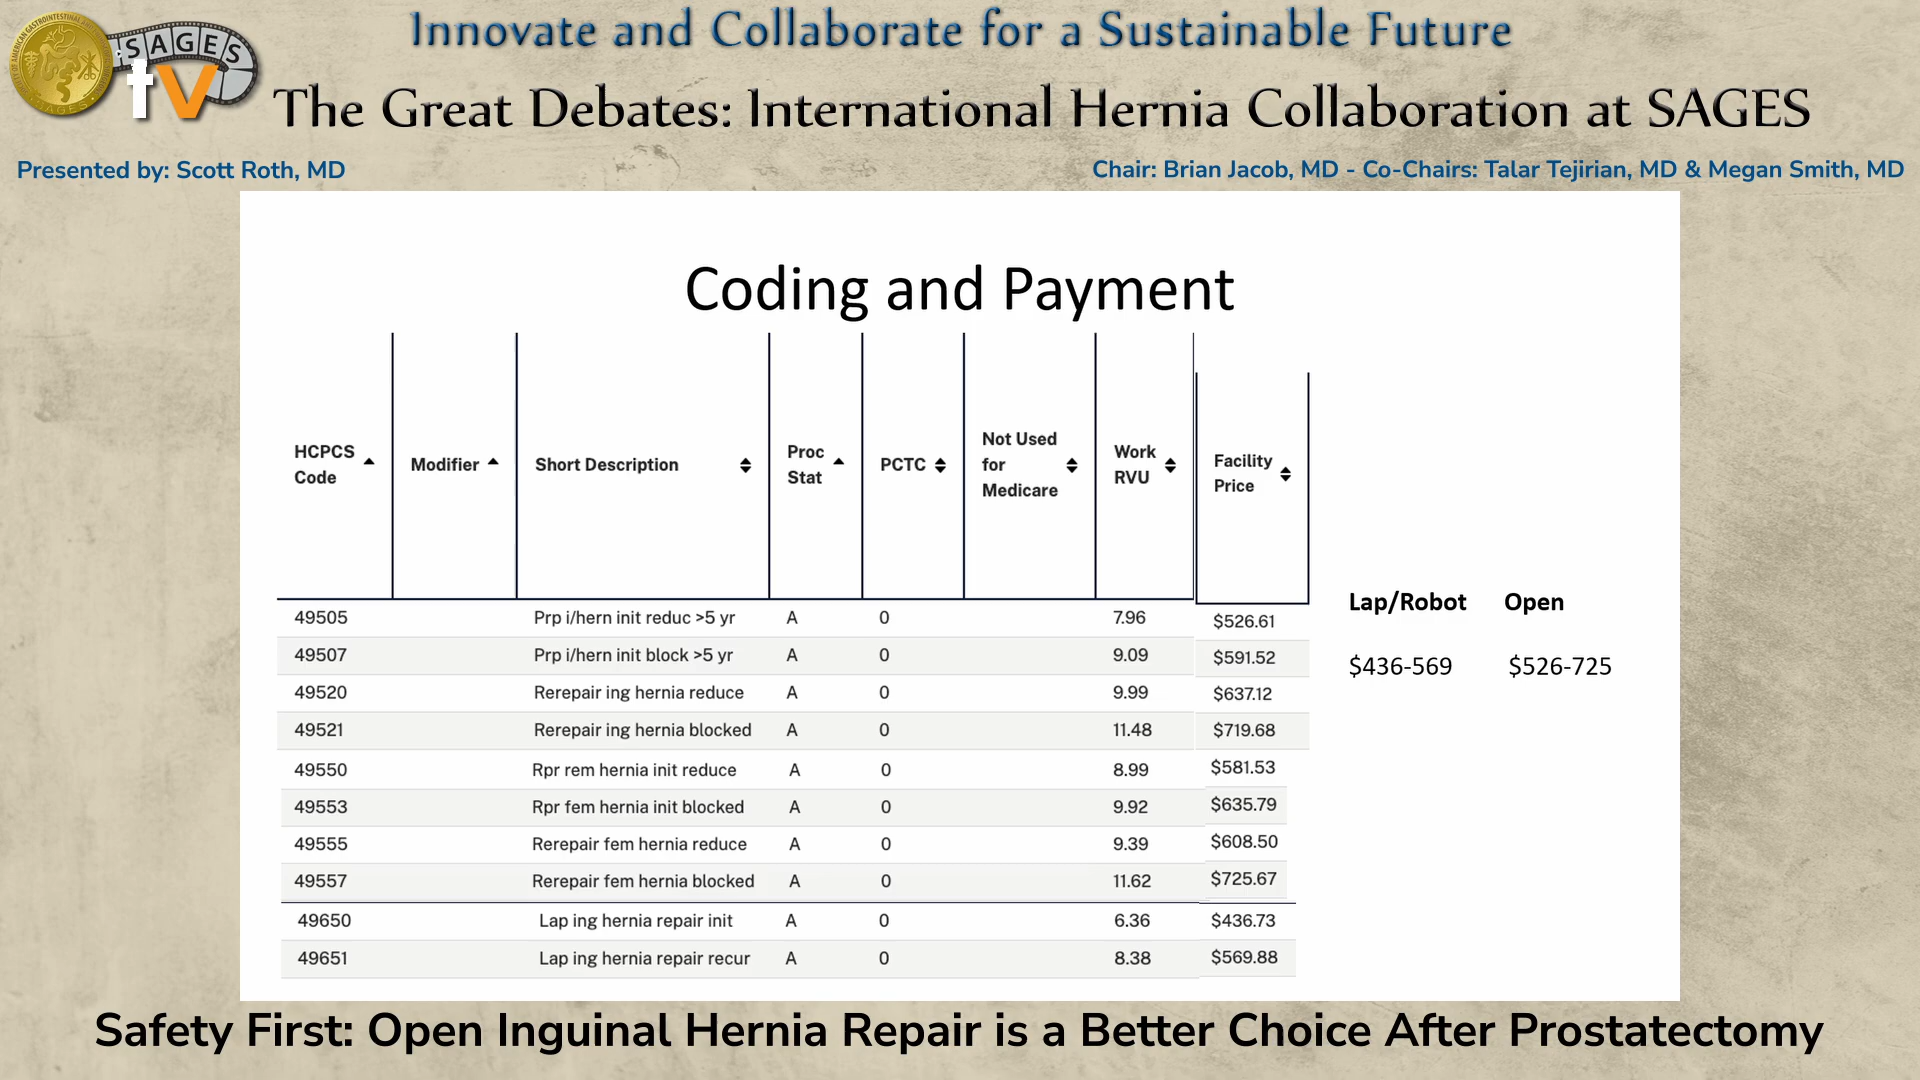 Innovate and Collaborate for a Sustainable Future
SAGES
tv
The Great Debates: International Hernia Collaboration at SAGES
Presented by: Scott Roth, MD
Chair: Brian Jacob, MD - Co-Chairs: Talar Tejirian, MD & Megan Smith, MD
Coding and Payment
HCPCS Code Modifier Short Description Proc Stat PCTC Not Used for Medicare Work RVU Facility Price
Lap/Robot Open
$436-569 $526-725
49505 Prp i/hern init reduc >5 yr A 0 7.96 $526.61
49507 Prp i/hern init block >5 yr A 0 9.09 $591.52
49520 Rerepair ing hernia reduce A 0 9.99 $637.12
49521 Rerepair ing hernia blocked A 0 11.48 $719.68
49550 Rpr rem hernia init reduce A 0 8.99 $581.53
49553 Rpr fem hernia init blocked A 0 9.92 $635.79
49555 Rerepair fem hernia reduce A 0 9.39 $608.50
49557 Rerepair fem hernia blocked A 0 11.62 $725.67
49650 Lap ing hernia repair init A 0 6.36 $436.73
49651 Lap ing hernia repair recur A 0 8.38 $569.88
Safety First: Open Inguinal Hernia Repair is a Better Choice After Prostatectomy